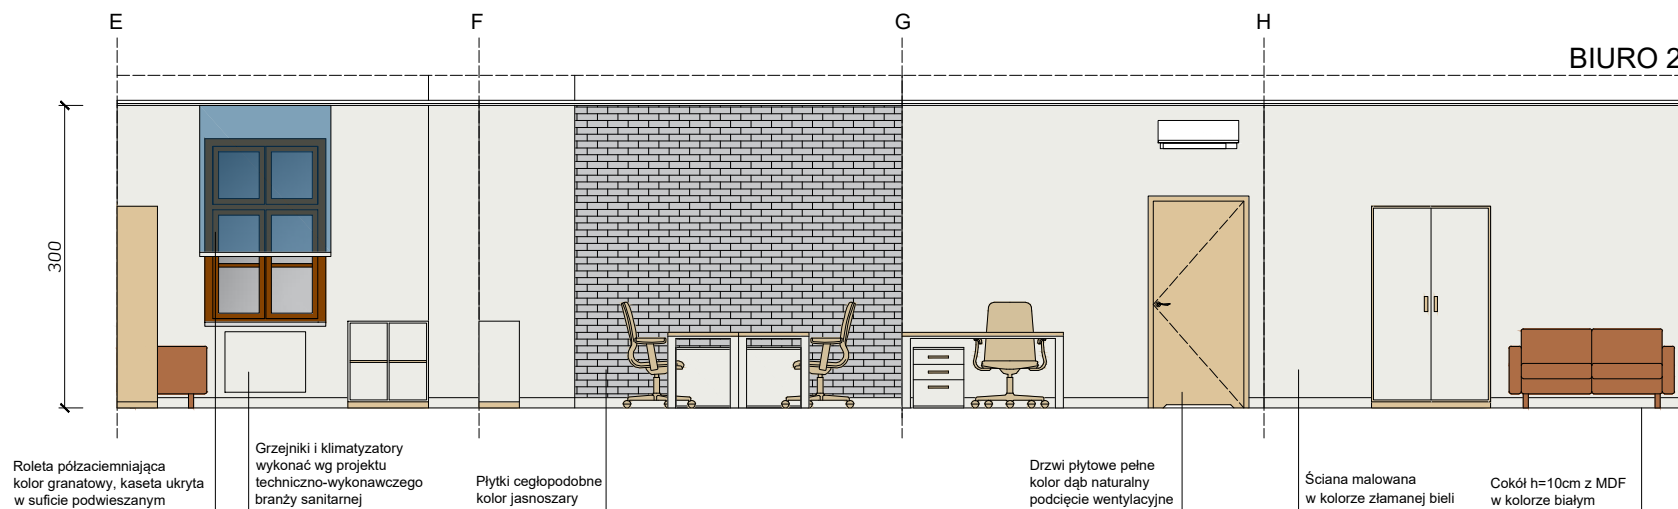 E
F
G
H
BIURO 2
300
Roleta półzaciemniająca
kolor granatowy, kaseta ukryta
w suficie podwieszanym
Grzejniki i klimatyzatory
wykonać wg projektu
techniczno-wykonawczego
branży sanitarnej
Płytki cegłopodobne
kolor jasnoszary
Drzwi płytowe pełne
kolor dąb naturalny
podcięcie wentylacyjne
Ściana malowana
w kolorze złamanej bieli
Cokół h=10cm z MDF
w kolorze białym